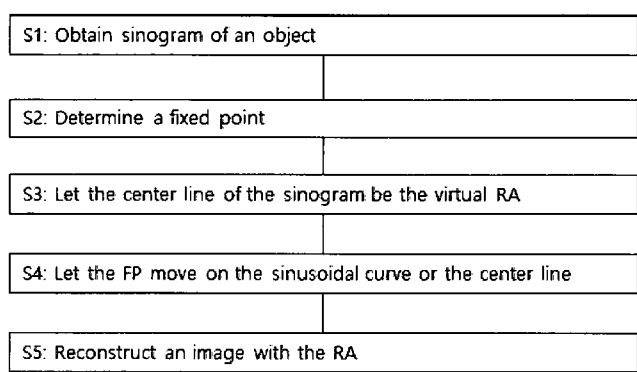 S1: Obtain sinogram of an object
S2: Determine a fixed point
S3: Let the center line of the sinogram be the virtual RA
S4: Let the FP move on the sinusoidal curve or the center line
S5: Reconstruct an image with the RA